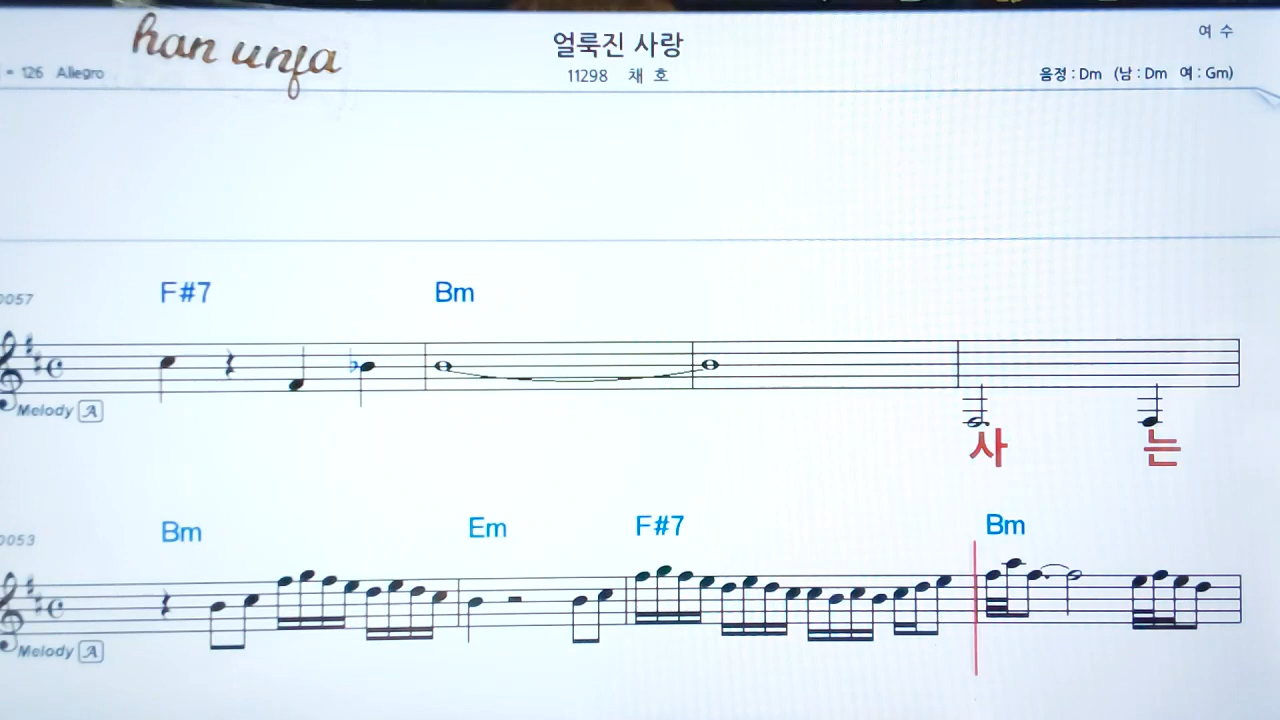 han unja
얼룩진 사랑
여 수
= 126 Allegro
11298 채 호
음정 : Dm (남 : Dm 여 : Gm)
0057
F#7 Bm
Melody A
사 는
0053
Bm Em F#7 Bm
Melody A